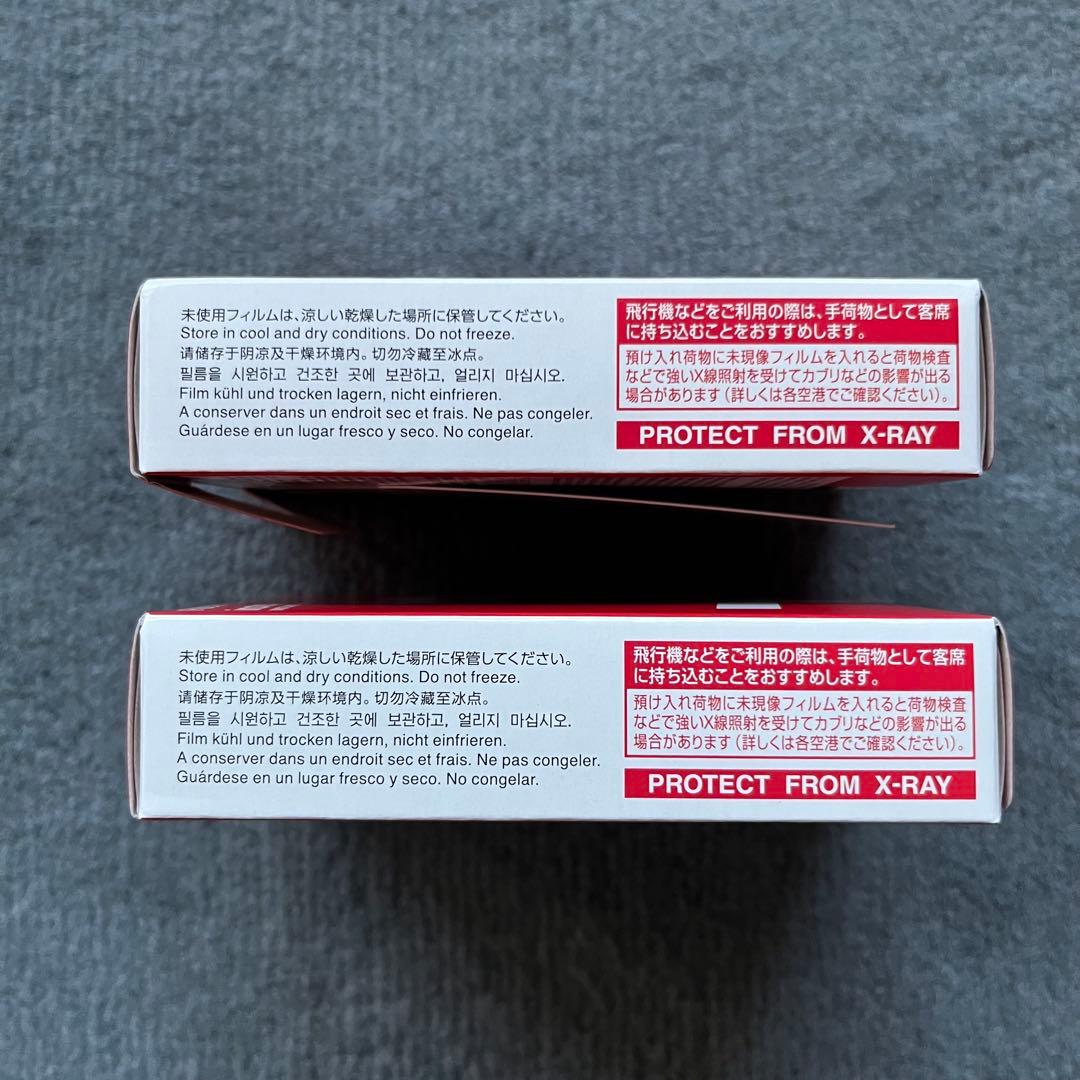 未使用フィルムは、涼しい乾燥した場所に保管してください。
Store in cool and dry conditions. Do not freeze.
请储存于阴凉及干燥环境内。切勿冷藏至冰点。
필름을 시원하고 건조한 곳에 보관하고, 얼리지 마십시오.
Film kühl und trocken lagern, nicht einfrieren.
A conserver dans un endroit sec et frais. Ne pas congeler.
Guárdese en un lugar fresco y seco. No congelar.
飛行機などをご利用の際は、手荷物として客席
に持ち込むことをおすすめします。
預け入れ荷物に未現像フィルムを入れると荷物検査
などで強いX線照射を受けてカブリなどの影響が出る
場合があります（詳しくは各空港でご確認ください）。
PROTECT FROM X-RAY
未使用フィルムは、涼しい乾燥した場所に保管してください。
Store in cool and dry conditions. Do not freeze.
请储存于阴凉及干燥环境内。切勿冷藏至冰点。
필름을 시원하고 건조한 곳에 보관하고, 얼리지 마십시오.
Film kühl und trocken lagern, nicht einfrieren.
A conserver dans un endroit sec et frais. Ne pas congeler.
Guárdese en un lugar fresco y seco. No congelar.
飛行機などをご利用の際は、手荷物として客席
に持ち込むことをおすすめします。
預け入れ荷物に未現像フィルムを入れると荷物検査
などで強いX線照射を受けてカブリなどの影響が出る
場合があります（詳しくは各空港でご確認ください）。
PROTECT FROM X-RAY